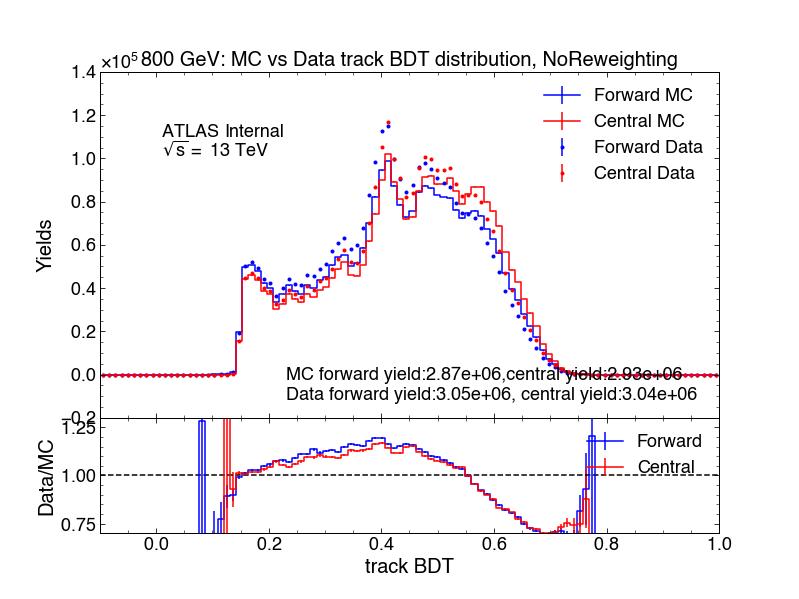 ×10⁵ 800 GeV: MC vs Data track BDT distribution, NoReweighting
1.4
1.2
1.0
0.8
0.6
0.4
0.2
0.0
−0.2
Yields
ATLAS Internal
√s = 13 TeV
Forward MC
Central MC
Forward Data
Central Data
MC forward yield:2.87e+06,central yield:2.93e+06
Data forward yield:3.05e+06, central yield:3.04e+06
1.25
1.00
0.75
Data/MC
Forward
Central
0.0 0.2 0.4 0.6 0.8 1.0
track BDT